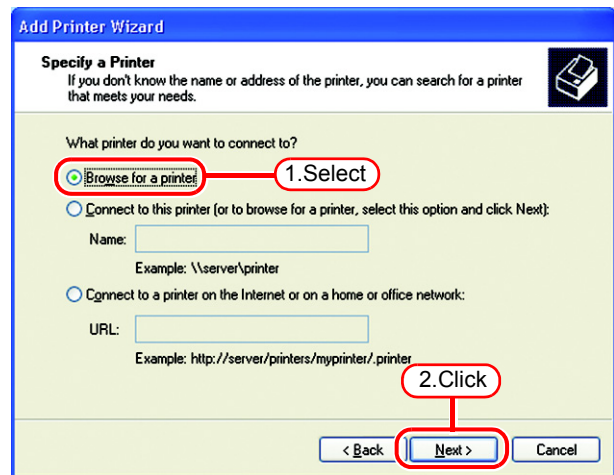 Add Printer Wizard
Specify a Printer
If you don't know the name or address of the printer, you can search for a printer
that meets your needs.
What printer do you want to connect to?
Browse for a printer
1.Select
Connect to this printer (or to browse for a printer, select this option and click Next):
Name:
Example: \\server\printer
Connect to a printer on the Internet or on a home or office network:
URL:
Example: http://server/printers/myprinter/.printer
2.Click
< Back
Next >
Cancel